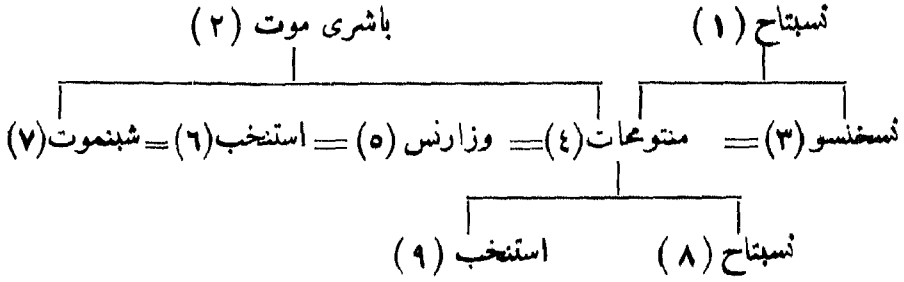 نسبتاح (١) باشرى موت (٢)
نسخنسو (٣) = منتومحات (٤) = وزارنس (٥) = استنخب (٦) = شبنموت (٧)
نسبتاح (٨) استنخب (٩)